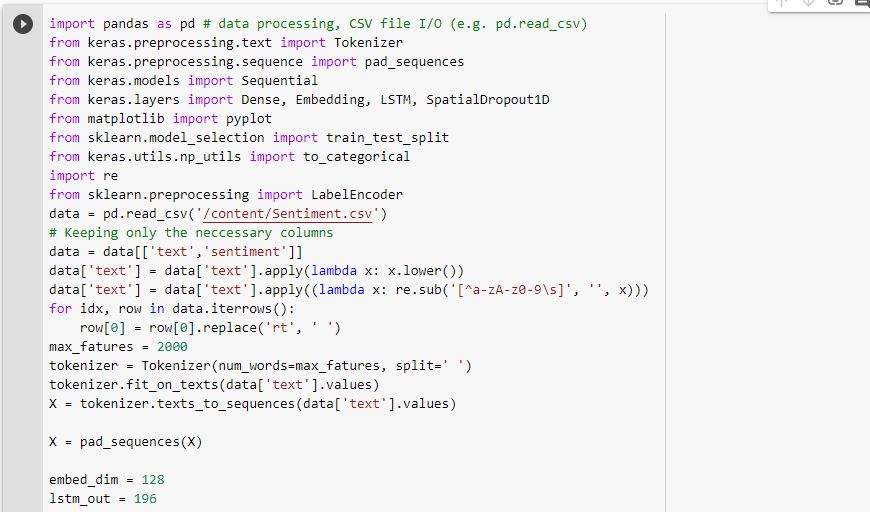 import pandas as pd # data processing, CSV file I/O (e.g. pd.read_csv)
from keras.preprocessing.text import Tokenizer
from keras.preprocessing.sequence import pad_sequences
from keras.models import Sequential
from keras.layers import Dense, Embedding, LSTM, SpatialDropout1D
from matplotlib import pyplot
from sklearn.model_selection import train_test_split
from keras.utils.np_utils import to_categorical
import re
from sklearn.preprocessing import LabelEncoder
data = pd.read_csv('/content/Sentiment.csv')
# Keeping only the neccessary columns
data = data[['text','sentiment']]
data['text'] = data['text'].apply(lambda x: x.lower())
data['text'] = data['text'].apply((lambda x: re.sub('[^a-zA-z0-9\s]', '', x)))
for idx, row in data.iterrows():
    row[0] = row[0].replace('rt', ' ')
max_fatures = 2000
tokenizer = Tokenizer(num_words=max_fatures, split=' ')
tokenizer.fit_on_texts(data['text'].values)
X = tokenizer.texts_to_sequences(data['text'].values)
X = pad_sequences(X)
embed_dim = 128
lstm_out = 196